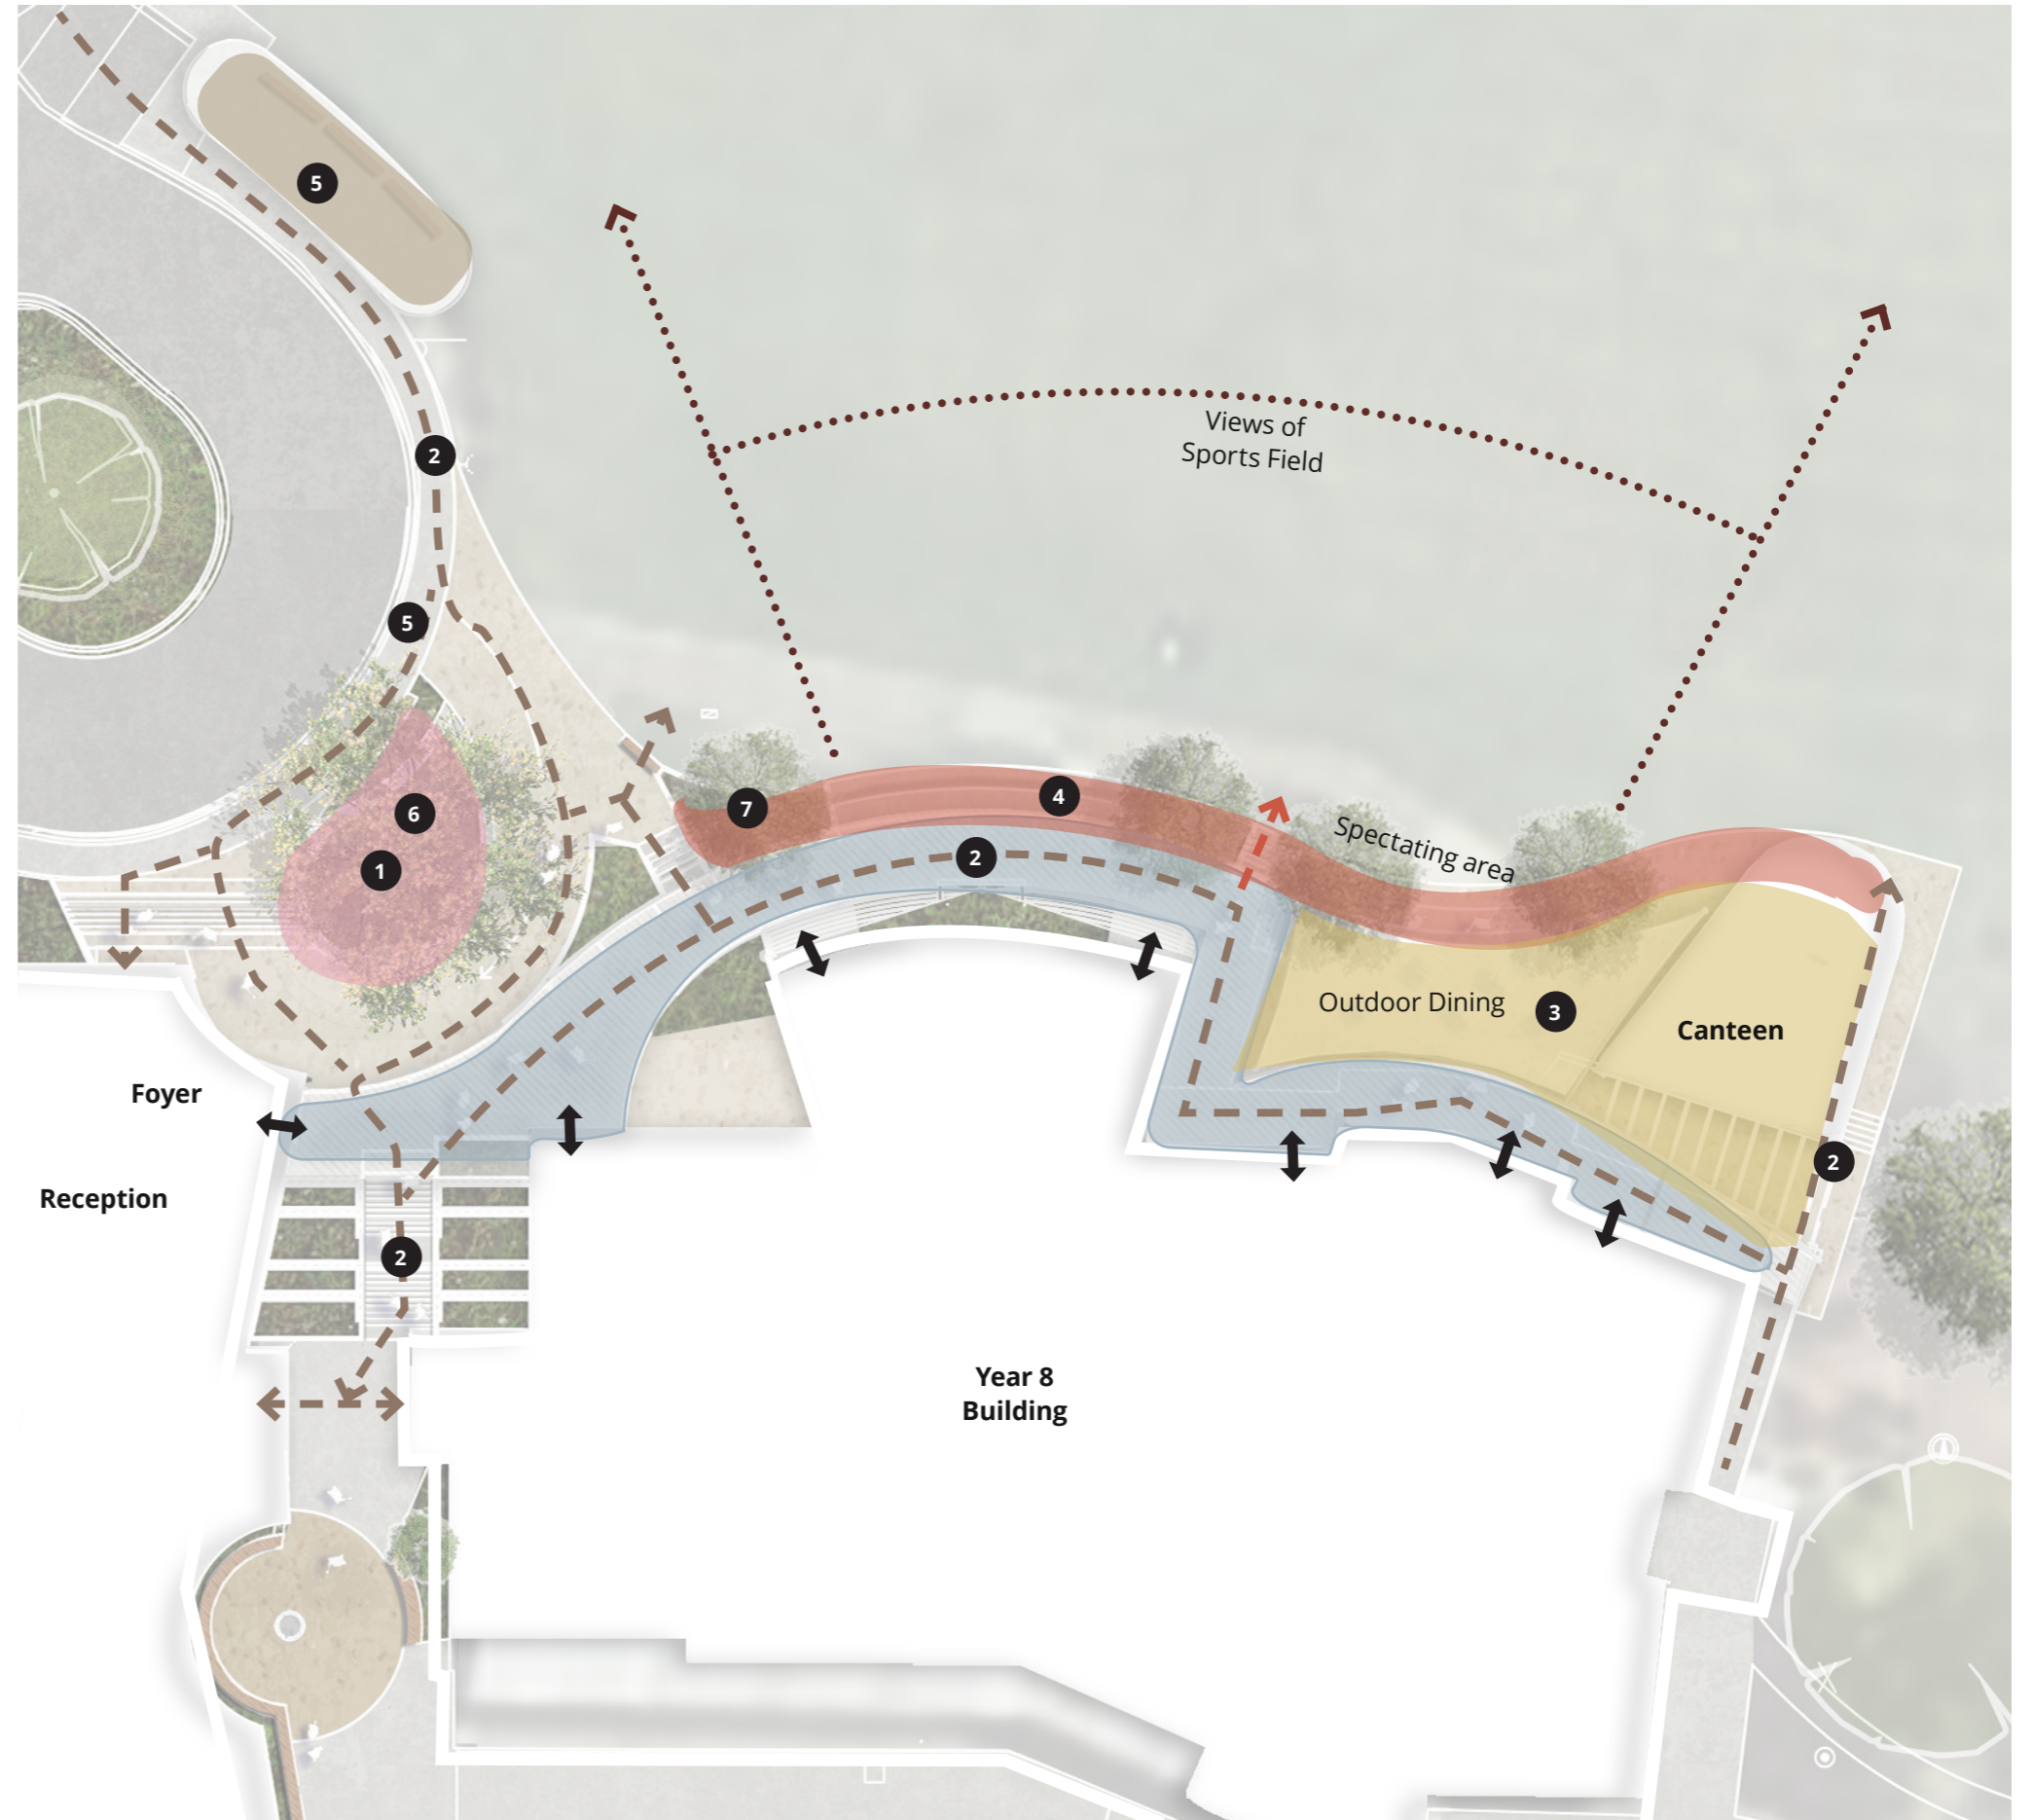 5
2
Views of
Sports Field
5
7
4
6
Spectating area
2
1
Outdoor Dining
3
Canteen
Foyer
2
Reception
2
Year 8
Building